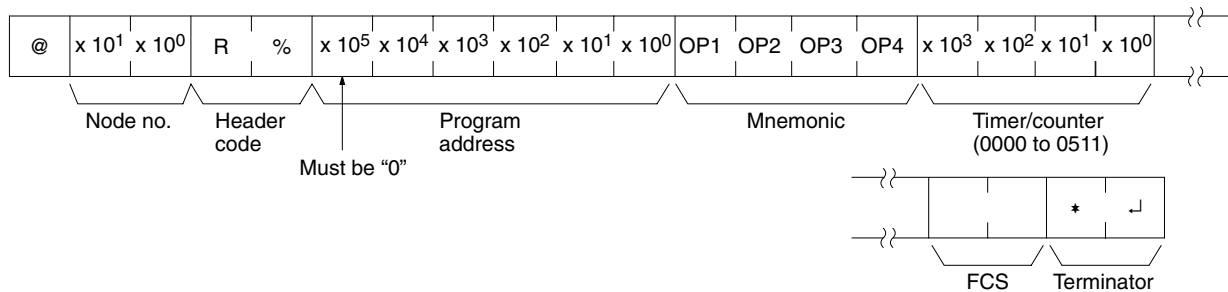 @ x 10¹ x 10⁰ R % x 10⁵ x 10⁴ x 10³ x 10² x 10¹ x 10⁰ OP1 OP2 OP3 OP4 x 10³ x 10² x 10¹ x 10⁰
Node no. Header code Program address Mnemonic Timer/counter (0000 to 0511)
Must be “0”
* ↵
FCS Terminator